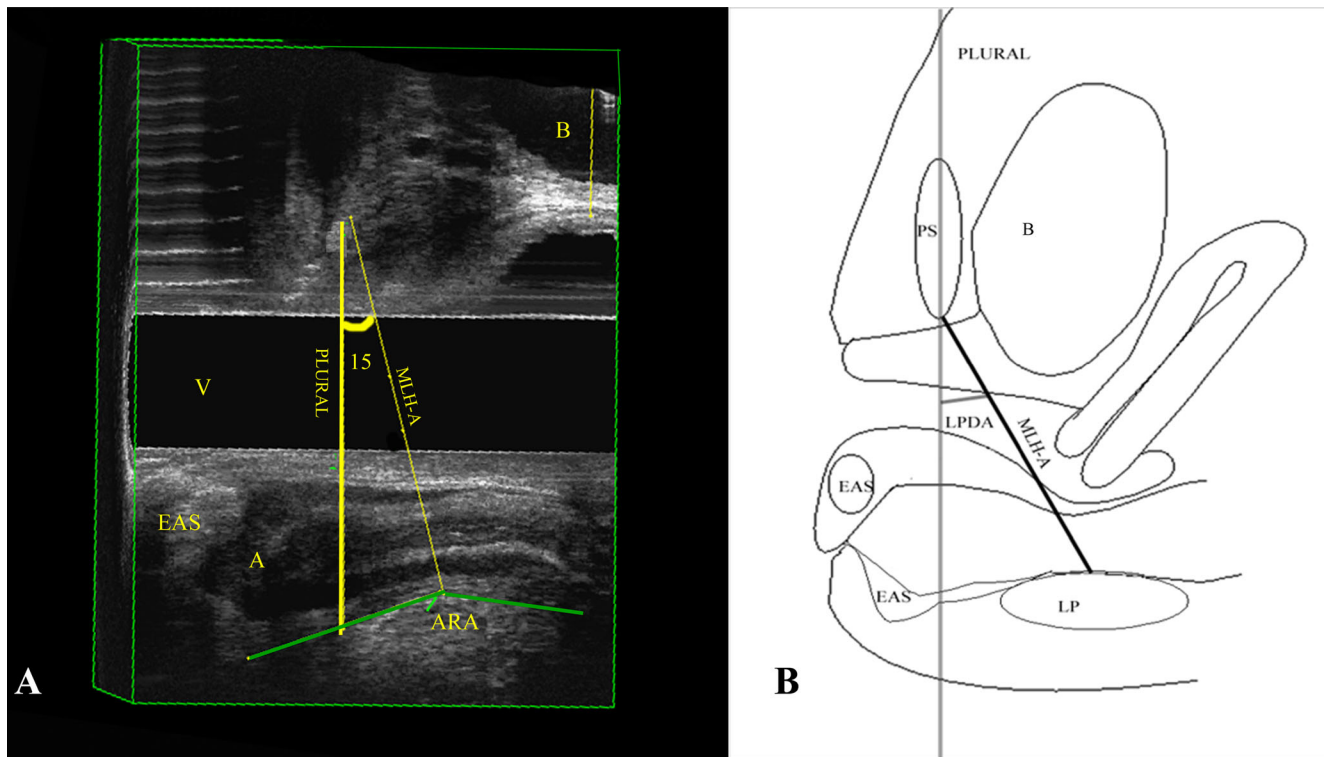 B
PLURAL
15
MLH-A
V
EAS
A
ARA
A
PLURAL
PS
B
LPDA
MLH-A
EAS
EAS
LP
B